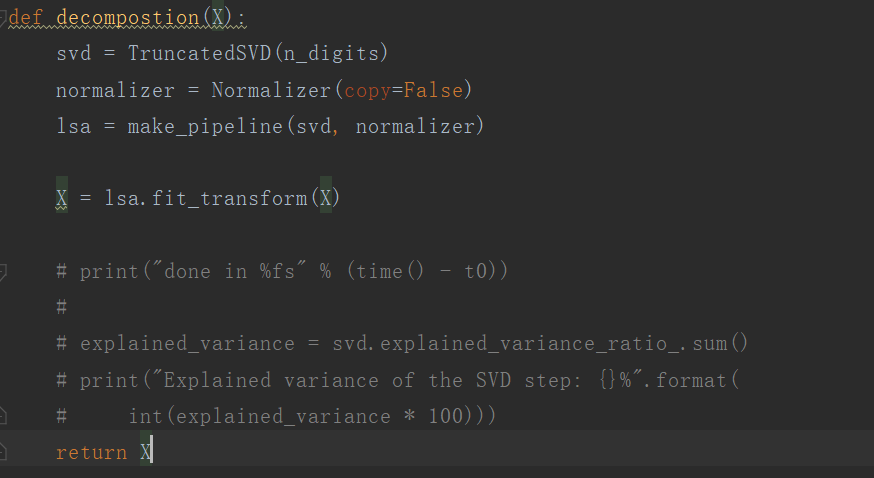 def decompostion(X):
    svd = TruncatedSVD(n_digits)
    normalizer = Normalizer(copy=False)
    lsa = make_pipeline(svd, normalizer)

    X = lsa.fit_transform(X)

    # print("done in %fs" % (time() - t0))
    #
    # explained_variance = svd.explained_variance_ratio_.sum()
    # print("Explained variance of the SVD step: {}%".format(
    #     int(explained_variance * 100)))
    return X